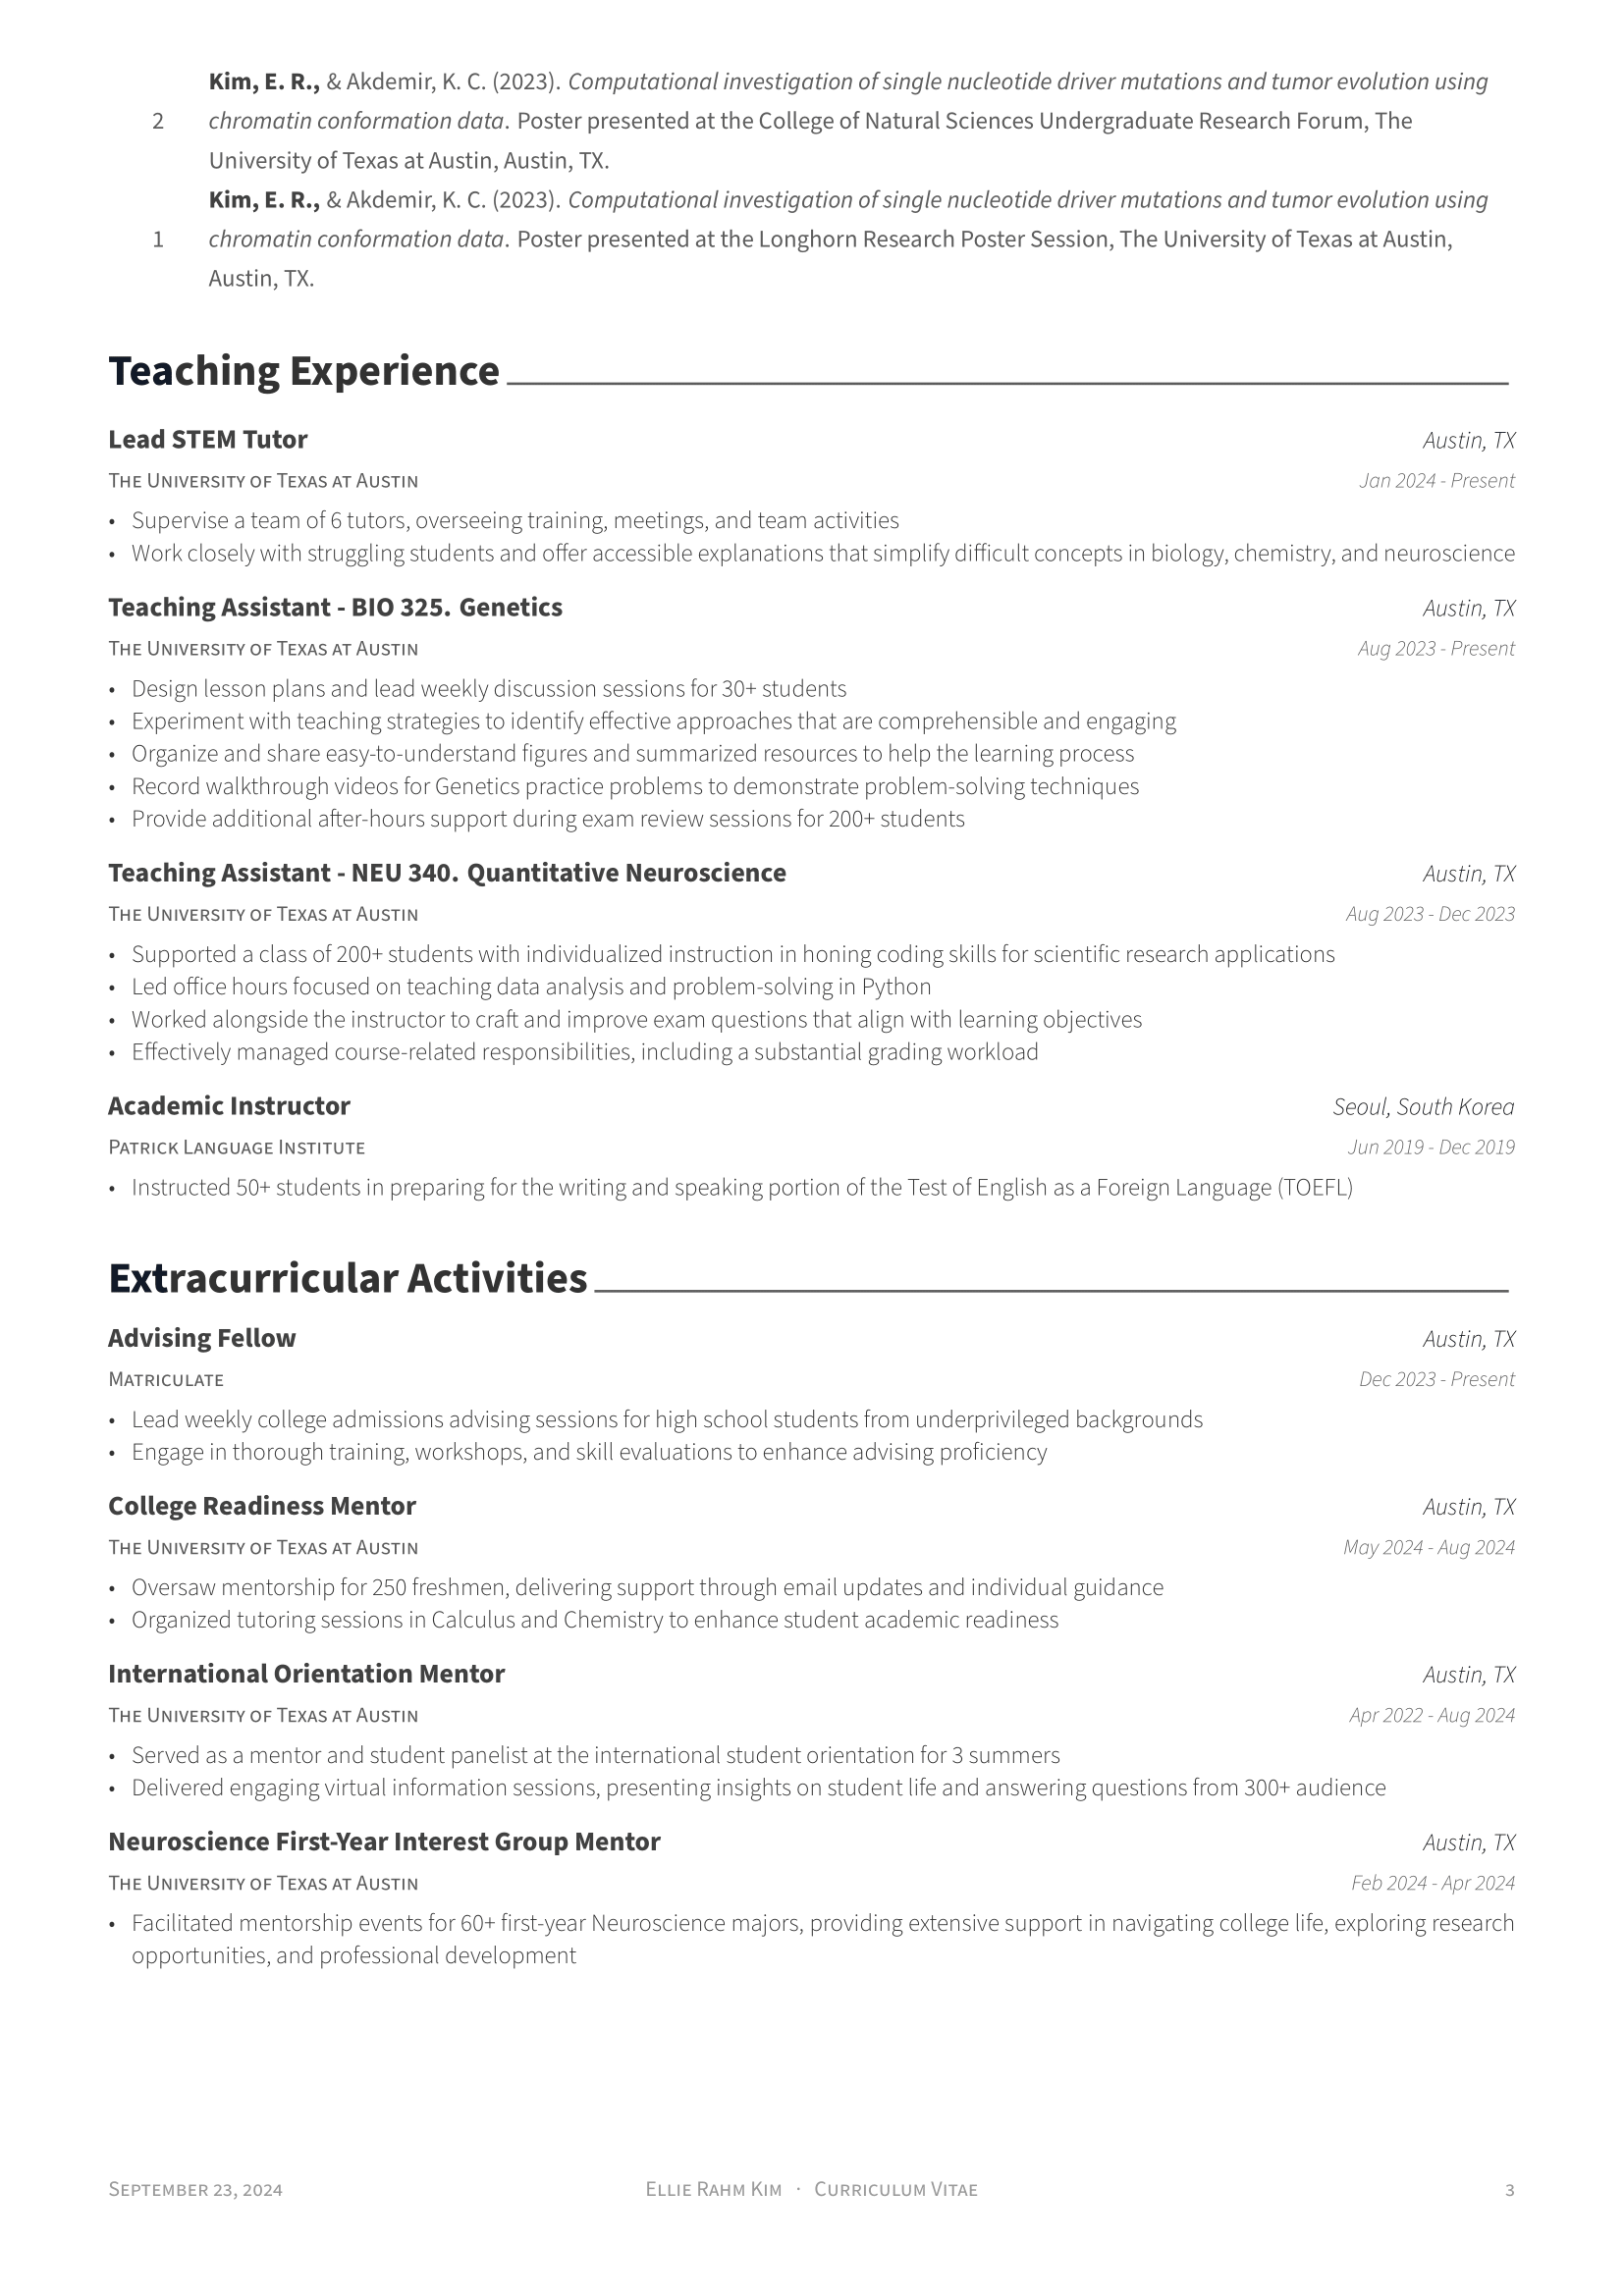 Kim, E. R., & Akdemir, K. C. (2023). Computational investigation of single nucleotide driver mutations and tumor evolution using
2 chromatin conformation data. Poster presented at the College of Natural Sciences Undergraduate Research Forum, The
University of Texas at Austin, Austin, TX.
Kim, E. R., & Akdemir, K. C. (2023). Computational investigation of single nucleotide driver mutations and tumor evolution using
1 chromatin conformation data. Poster presented at the Longhorn Research Poster Session, The University of Texas at Austin,
Austin, TX.
Teaching Experience
Lead STEM Tutor Austin, TX
The University of Texas at Austin Jan 2024 - Present
• Supervise a team of 6 tutors, overseeing training, meetings, and team activities
• Work closely with struggling students and offer accessible explanations that simplify difficult concepts in biology, chemistry, and neuroscience
Teaching Assistant - BIO 325. Genetics Austin, TX
The University of Texas at Austin Aug 2023 - Present
• Design lesson plans and lead weekly discussion sessions for 30+ students
• Experiment with teaching strategies to identify effective approaches that are comprehensible and engaging
• Organize and share easy-to-understand figures and summarized resources to help the learning process
• Record walkthrough videos for Genetics practice problems to demonstrate problem-solving techniques
• Provide additional after-hours support during exam review sessions for 200+ students
Teaching Assistant - NEU 340. Quantitative Neuroscience Austin, TX
The University of Texas at Austin Aug 2023 - Dec 2023
• Supported a class of 200+ students with individualized instruction in honing coding skills for scientific research applications
• Led office hours focused on teaching data analysis and problem-solving in Python
• Worked alongside the instructor to craft and improve exam questions that align with learning objectives
• Effectively managed course-related responsibilities, including a substantial grading workload
Academic Instructor Seoul, South Korea
Patrick Language Institute Jun 2019 - Dec 2019
• Instructed 50+ students in preparing for the writing and speaking portion of the Test of English as a Foreign Language (TOEFL)
Extracurricular Activities
Advising Fellow Austin, TX
Matriculate Dec 2023 - Present
• Lead weekly college admissions advising sessions for high school students from underprivileged backgrounds
• Engage in thorough training, workshops, and skill evaluations to enhance advising proficiency
College Readiness Mentor Austin, TX
The University of Texas at Austin May 2024 - Aug 2024
• Oversaw mentorship for 250 freshmen, delivering support through email updates and individual guidance
• Organized tutoring sessions in Calculus and Chemistry to enhance student academic readiness
International Orientation Mentor Austin, TX
The University of Texas at Austin Apr 2022 - Aug 2024
• Served as a mentor and student panelist at the international student orientation for 3 summers
• Delivered engaging virtual information sessions, presenting insights on student life and answering questions from 300+ audience
Neuroscience First-Year Interest Group Mentor Austin, TX
The University of Texas at Austin Feb 2024 - Apr 2024
• Facilitated mentorship events for 60+ first-year Neuroscience majors, providing extensive support in navigating college life, exploring research
opportunities, and professional development
September 23, 2024 Ellie Rahm Kim · Curriculum Vitae 3